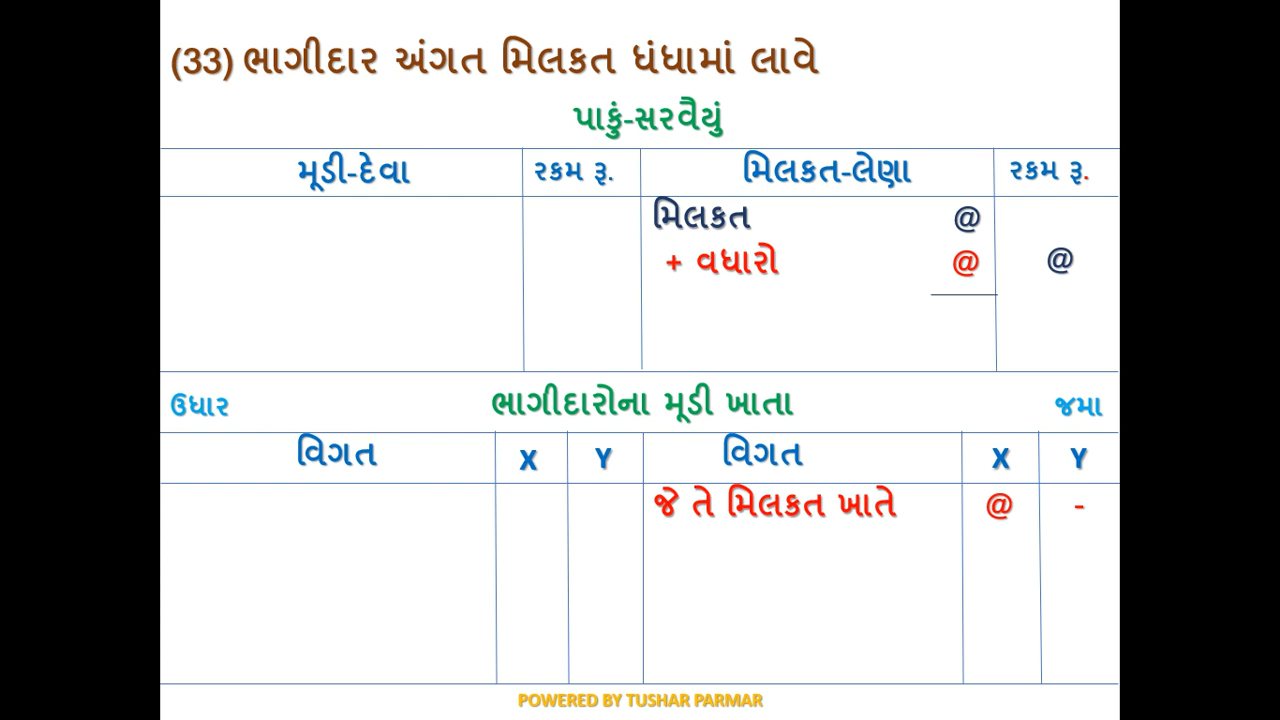 (33) ભાગીદાર અંગત મિલકત ધંધામાં લાવે
પાકું-સરવૈયું
મૂડી-દેવા રકમ રૂ. મિલકત-લેણા રકમ રૂ.
મિલકત @
+ વધારો @ @
ઉધાર ભાગીદારોના મૂડી ખાતા જમા
વિગત X Y વિગત X Y
જે તે મિલકત ખાતે @ -
POWERED BY TUSHAR PARMAR